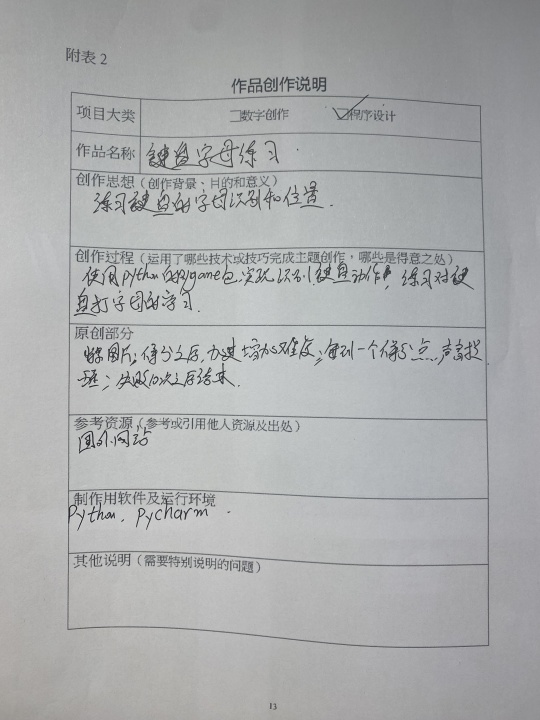 附表 2
作品创作说明
项目大类 □数字创作 ☑程序设计
作品名称 键盘字母练习
创作思想（创作背景、目的和意义）
练习键盘的字母识别和位置.
创作过程（运用了哪些技术或技巧完成主题创作，哪些是得意之处）
使用python的pygame包,实现识别键盘动作,练习对键
盘打字母的学习.
原创部分
图片;得分之后,加速增加难度;每到一个得分点,声音提
醒;失败10次之后结束.
参考资源（参考或引用他人资源及出处）
国外网站
制作用软件及运行环境
Python, Pycharm.
其他说明（需要特别说明的问题）
13